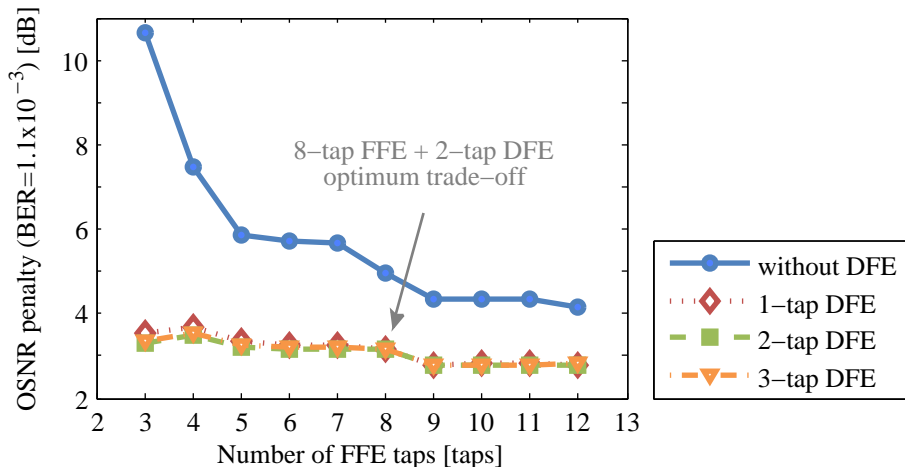 OSNR penalty (BER=1.1x10⁻³) [dB]
10
8
6
4
2
8−tap FFE + 2−tap DFE
optimum trade−off
2 3 4 5 6 7 8 9 10 11 12 13
Number of FFE taps [taps]
without DFE
1−tap DFE
2−tap DFE
3−tap DFE